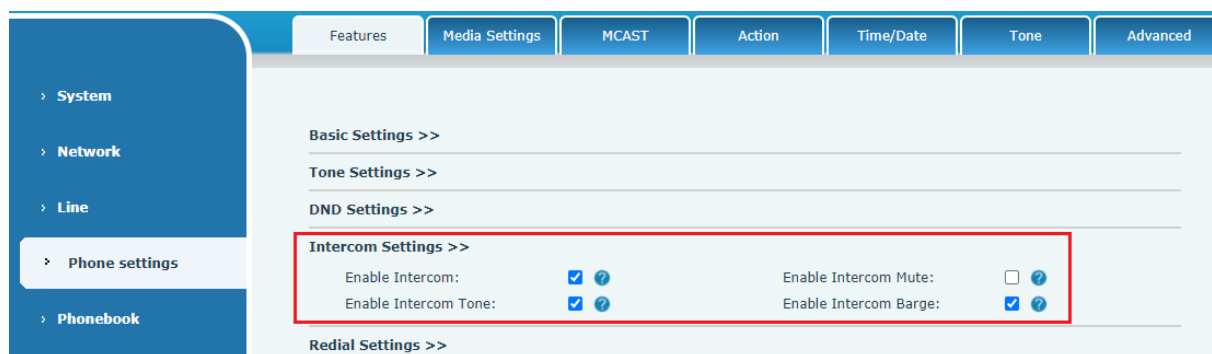 Features Media Settings MCAST Action Time/Date Tone Advanced
› System
› Network
› Line
› Phone settings
› Phonebook
Basic Settings >>
Tone Settings >>
DND Settings >>
Intercom Settings >>
Enable Intercom: ? Enable Intercom Mute: ?
Enable Intercom Tone: ? Enable Intercom Barge: ?
Redial Settings >>